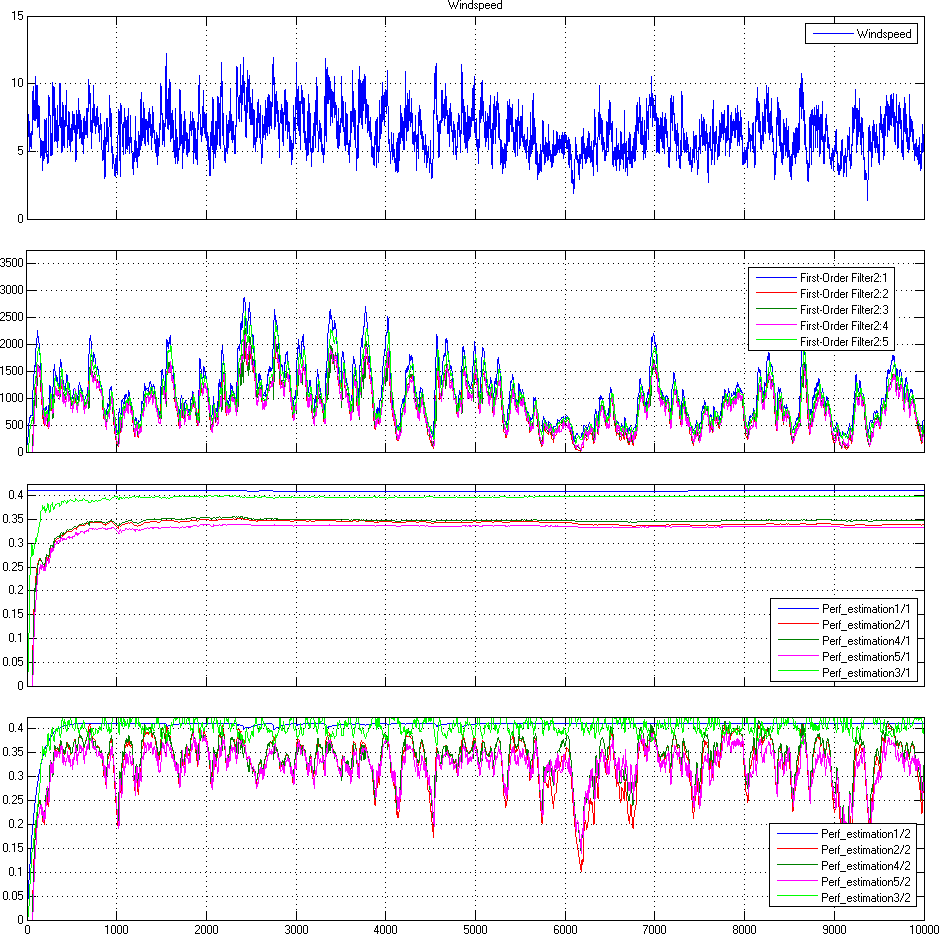 Windspeed
15
Windspeed
10
5
0
3500
First-Order Filter2:1
3000
First-Order Filter2:2
2500
First-Order Filter2:3
First-Order Filter2:4
2000
First-Order Filter2:5
1500
1000
500
0
0.4
0.35
0.3
0.25
0.2
0.15
Perf_estimation1/1
Perf_estimation2/1
0.1
Perf_estimation4/1
0.05
Perf_estimation5/1
Perf_estimation3/1
0
0.4
0.35
0.3
0.25
0.2
Perf_estimation1/2
0.15
Perf_estimation2/2
0.1
Perf_estimation4/2
Perf_estimation5/2
0.05
Perf_estimation3/2
0
0 1000 2000 3000 4000 5000 6000 7000 8000 9000 10000